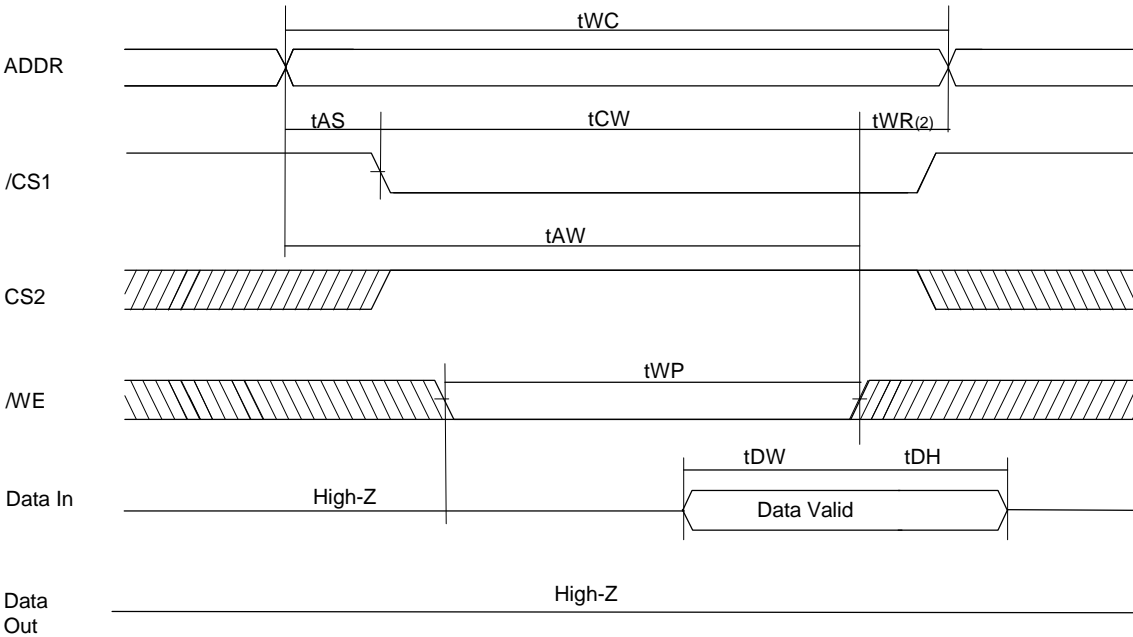 tWC
ADDR
tAS tCW tWR(2)
/CS1
tAW
CS2
tWP
/WE
tDW tDH
Data In High-Z Data Valid
High-Z
Data
Out